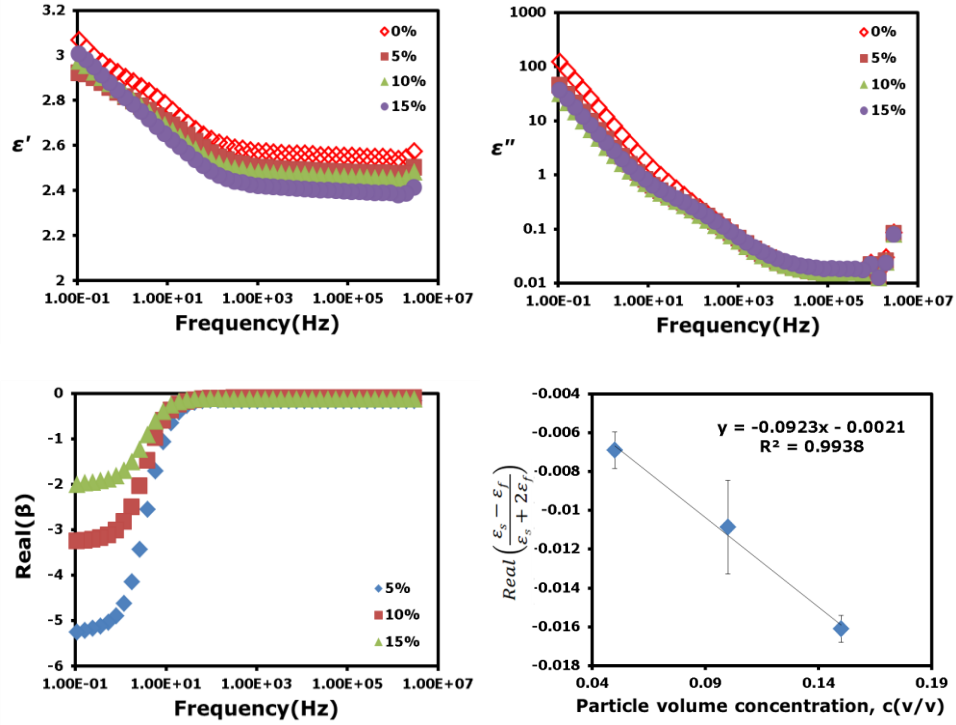 3.2
3
2.8
2.6
2.4
2.2
2
ε′
0%
5%
10%
15%
1.00E-01 1.00E+01 1.00E+03 1.00E+05 1.00E+07
Frequency(Hz)
1000
100
10
1
0.1
0.01
ε″
0%
5%
10%
15%
1.00E-01 1.00E+01 1.00E+03 1.00E+05 1.00E+07
Frequency(Hz)
0
-1
-2
-3
-4
-5
-6
Real(β)
5%
10%
15%
1.00E-01 1.00E+01 1.00E+03 1.00E+05 1.00E+07
Frequency(Hz)
-0.004
-0.006
-0.008
-0.01
-0.012
-0.014
-0.016
-0.018
Real (ε_s − ε_f / ε_s + 2ε_f)
y = -0.0923x - 0.0021
R² = 0.9938
0.04 0.09 0.14 0.19
Particle volume concentration, c(v/v)